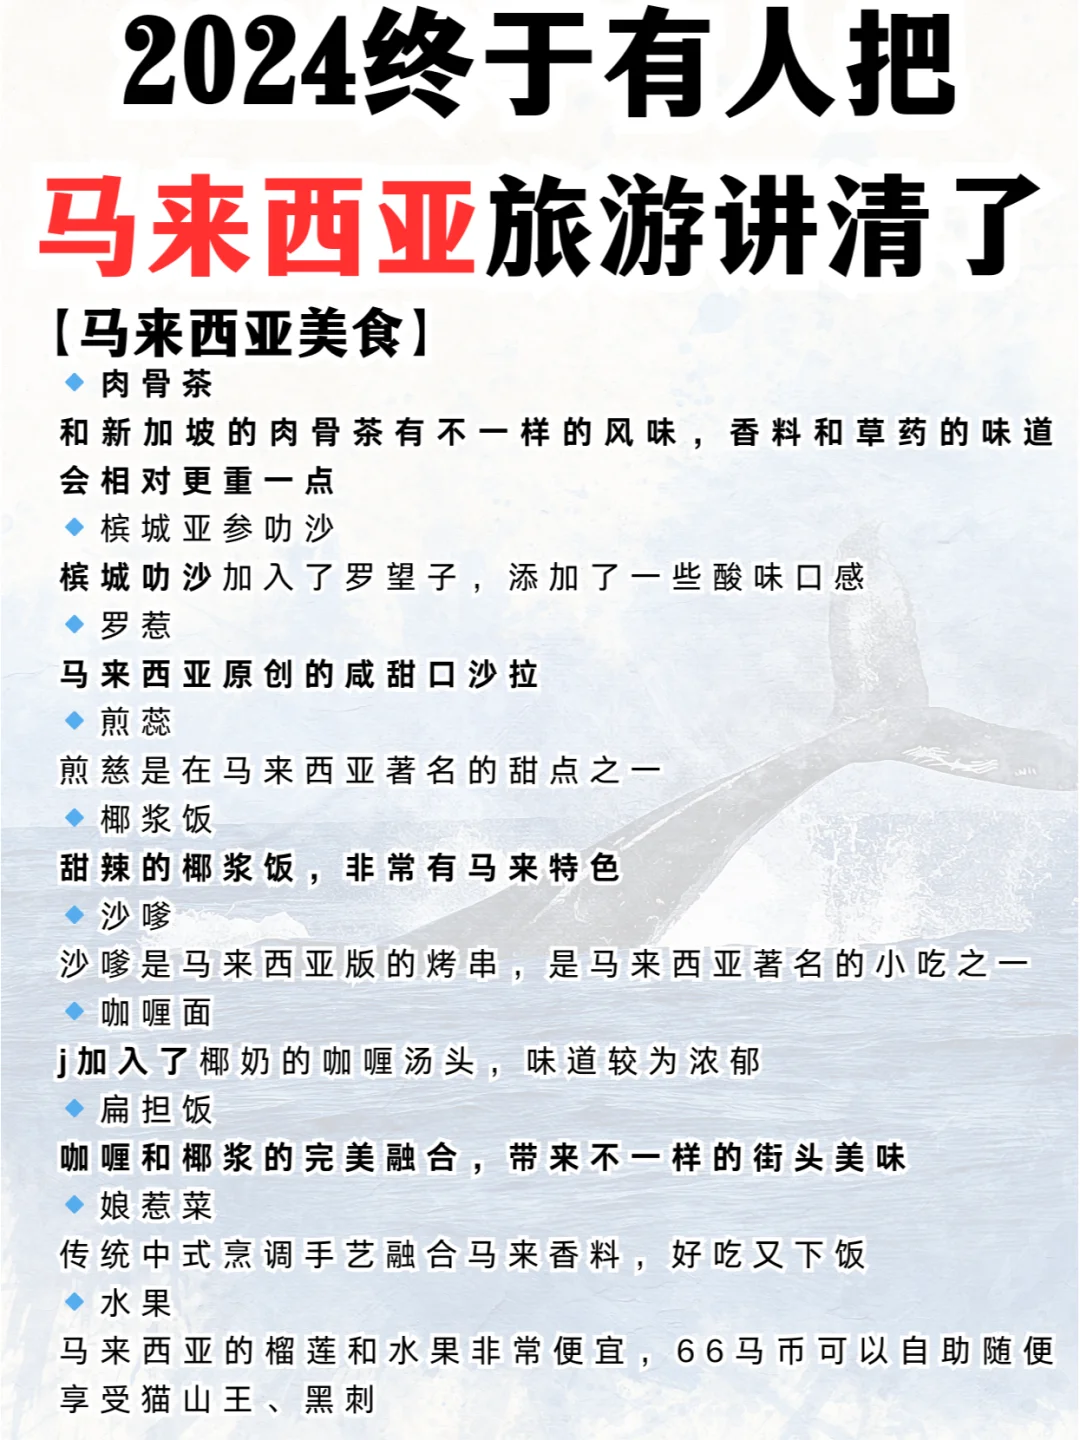 2024终于有人把
马来西亚旅游讲清了
【马来西亚美食】
🔹肉骨茶
和新加坡的肉骨茶有不一样的风味，香料和草药的味道
会相对更重一点
🔹槟城亚参叻沙
槟城叻沙加入了罗望子，添加了一些酸味口感
🔹罗惹
马来西亚原创的咸甜口沙拉
🔹煎蕊
煎慈是在马来西亚著名的甜点之一
🔹椰浆饭
甜辣的椰浆饭，非常有马来特色
🔹沙嗲
沙嗲是马来西亚版的烤串，是马来西亚著名的小吃之一
🔹咖喱面
j加入了椰奶的咖喱汤头，味道较为浓郁
🔹扁担饭
咖喱和椰浆的完美融合，带来不一样的街头美味
🔹娘惹菜
传统中式烹调手艺融合马来香料，好吃又下饭
🔹水果
马来西亚的榴莲和水果非常便宜，66马币可以自助随便
享受猫山王、黑刺